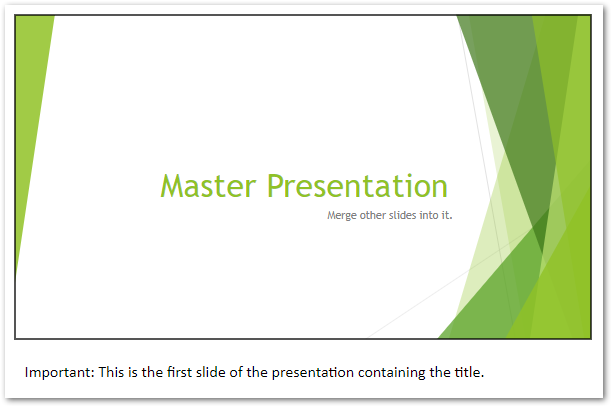 Master Presentation
Merge other slides into it.
Important: This is the first slide of the presentation containing the title.